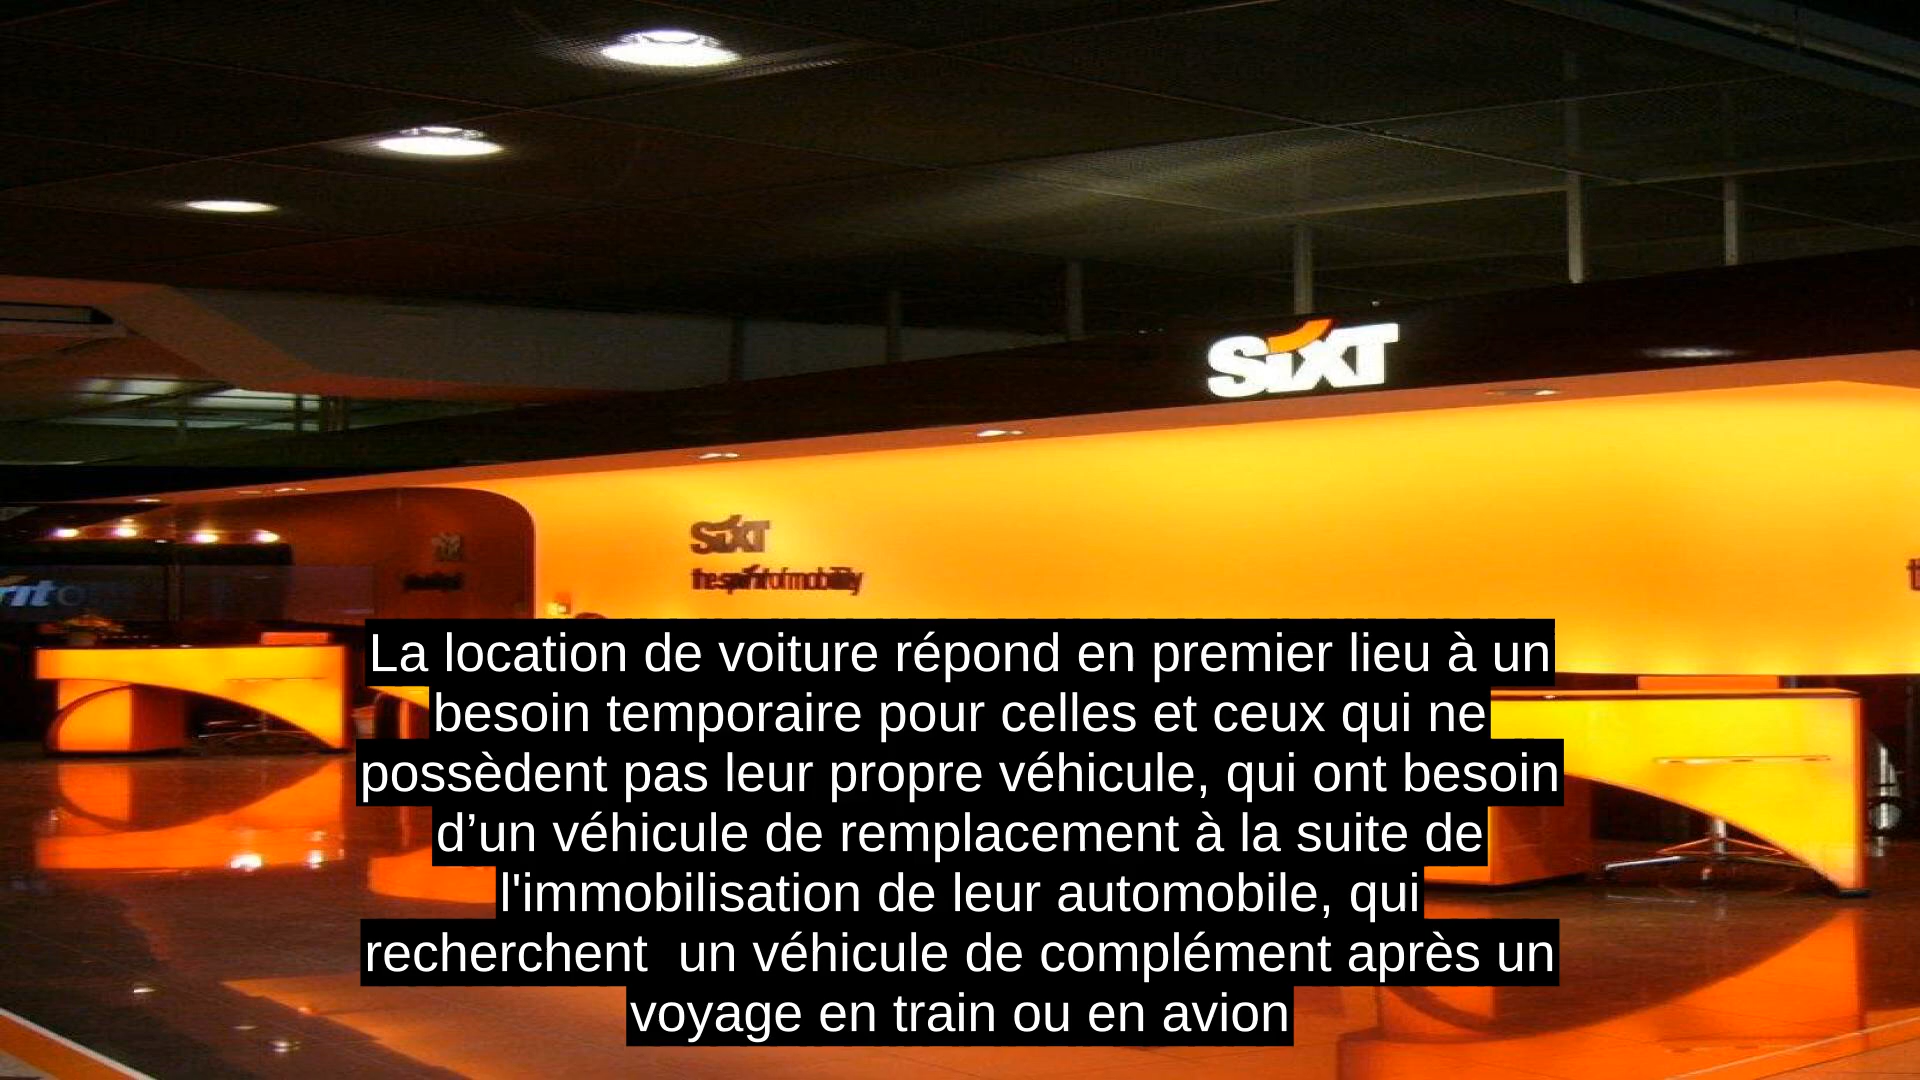 SiXT
SiXT
the spirit of mobility
La location de voiture répond en premier lieu à un
besoin temporaire pour celles et ceux qui ne
possèdent pas leur propre véhicule, qui ont besoin
d’un véhicule de remplacement à la suite de
l'immobilisation de leur automobile, qui
recherchent  un véhicule de complément après un
voyage en train ou en avion